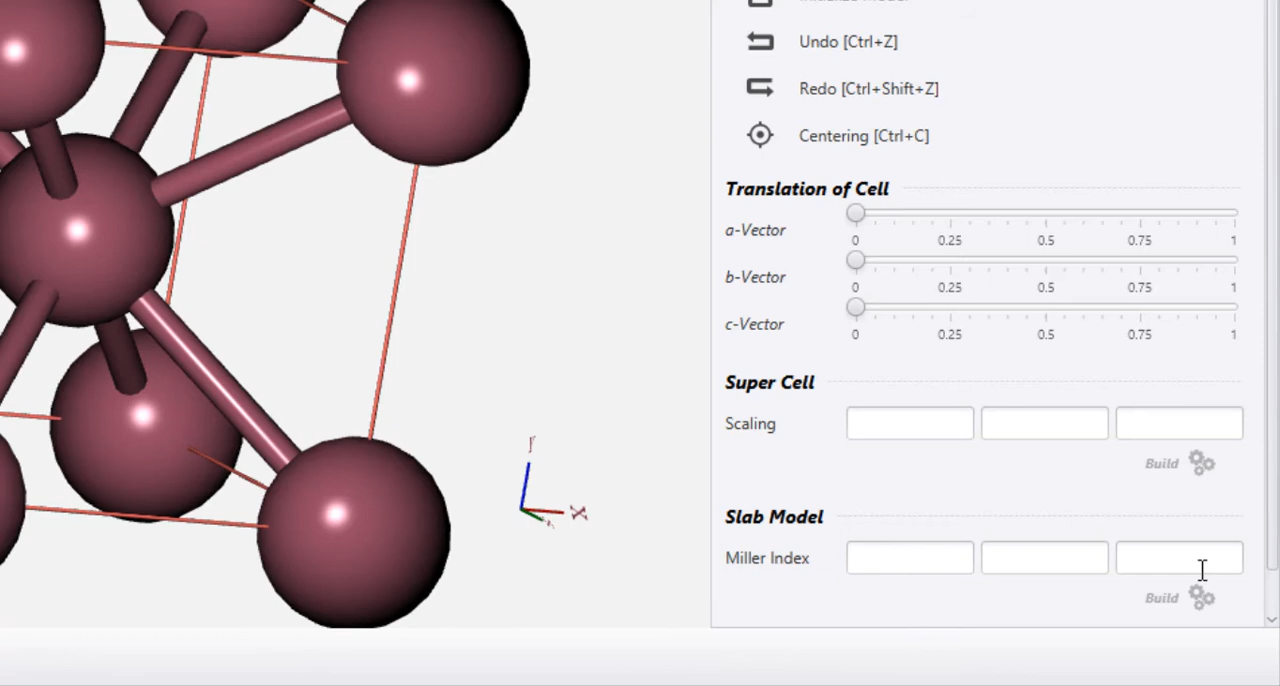 Undo [Ctrl+Z]
Redo [Ctrl+Shift+Z]
Centering [Ctrl+C]
Translation of Cell
a-Vector
0 0.25 0.5 0.75 1
b-Vector
0 0.25 0.5 0.75 1
c-Vector
0 0.25 0.5 0.75 1
Super Cell
Scaling
Build
Slab Model
Miller Index
Build
x